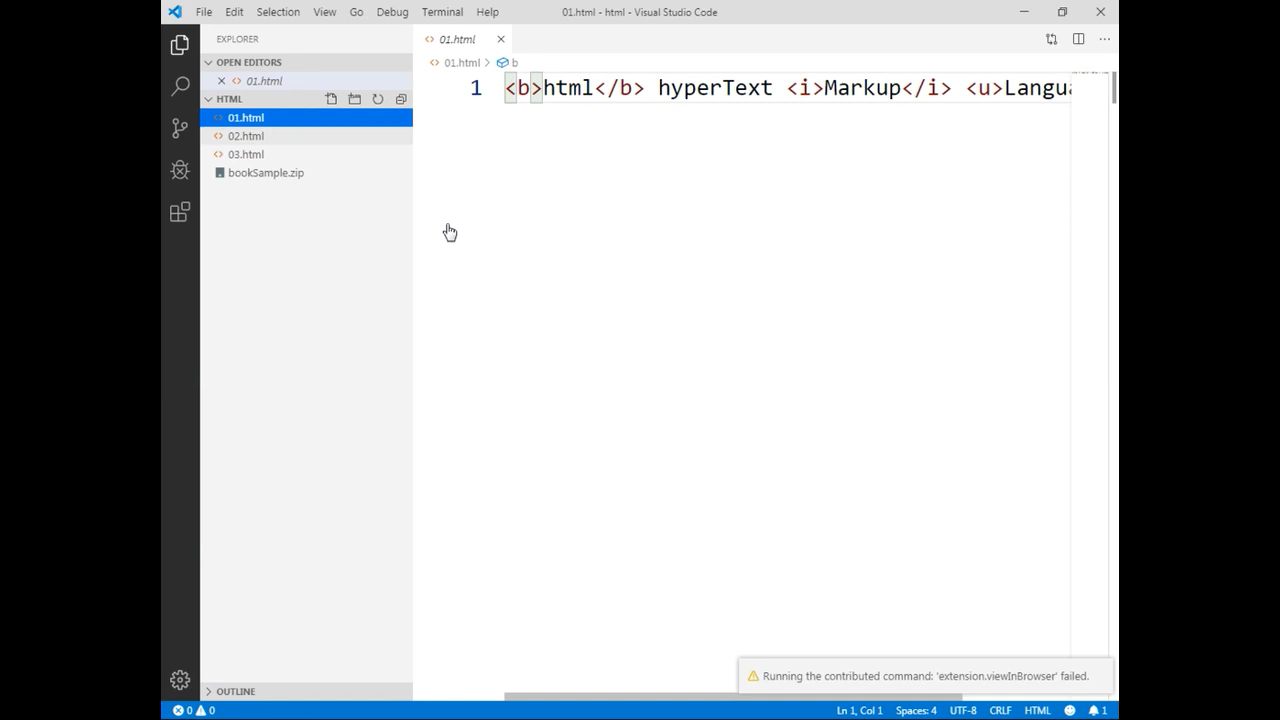 File Edit Selection View Go Debug Terminal Help 01.html - html - Visual Studio Code
EXPLORER
OPEN EDITORS
01.html
HTML
01.html
02.html
03.html
bookSample.zip
OUTLINE
01.html
01.html > b
1 <b>html</b> hyperText <i>Markup</i> <u>Langua
Running the contributed command: 'extension.viewInBrowser' failed.
0 0 Ln 1, Col 1 Spaces: 4 UTF-8 CRLF HTML 1